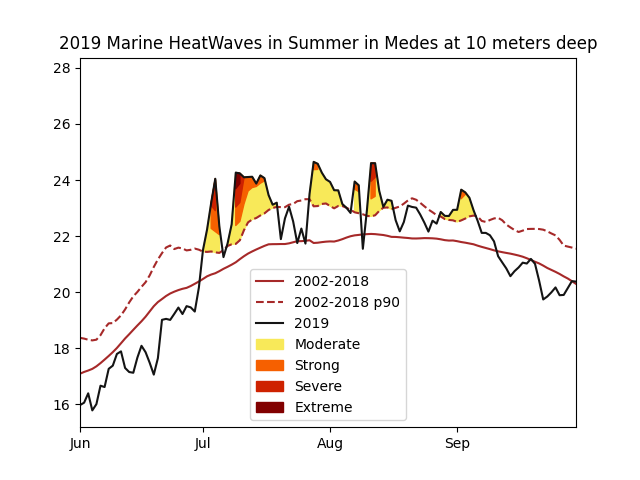 2019 Marine HeatWaves in Summer in Medes at 10 meters deep
28
26
24
22
20
18
16
Jun
Jul
Aug
Sep
2002-2018
2002-2018 p90
2019
Moderate
Strong
Severe
Extreme